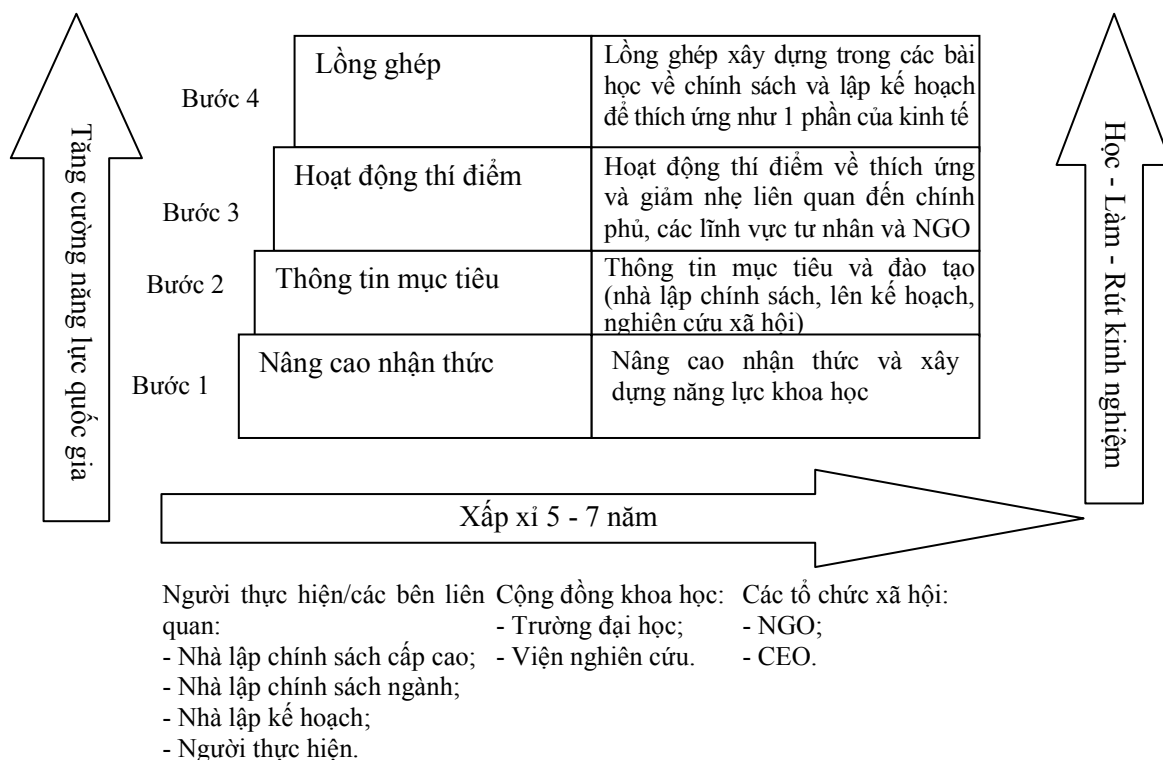 Tăng cường năng lực quốc gia
Bước 4
Lồng ghép
Lồng ghép xây dựng trong các bài
học về chính sách và lập kế hoạch
để thích ứng như 1 phần của kinh tế
Bước 3
Hoạt động thí điểm
Hoạt động thí điểm về thích ứng
và giảm nhẹ liên quan đến chính
phủ, các lĩnh vực tư nhân và NGO
Bước 2
Thông tin mục tiêu
Thông tin mục tiêu và đào tạo
(nhà lập chính sách, lên kế hoạch,
nghiên cứu xã hội)
Bước 1
Nâng cao nhận thức
Nâng cao nhận thức và xây
dựng năng lực khoa học
Học - Làm - Rút kinh nghiệm
Xấp xỉ 5 - 7 năm
Người thực hiện/các bên liên
quan:
- Nhà lập chính sách cấp cao;
- Nhà lập chính sách ngành;
- Nhà lập kế hoạch;
- Người thực hiện.
Cộng đồng khoa học:
- Trường đại học;
- Viện nghiên cứu.
Các tổ chức xã hội:
- NGO;
- CEO.